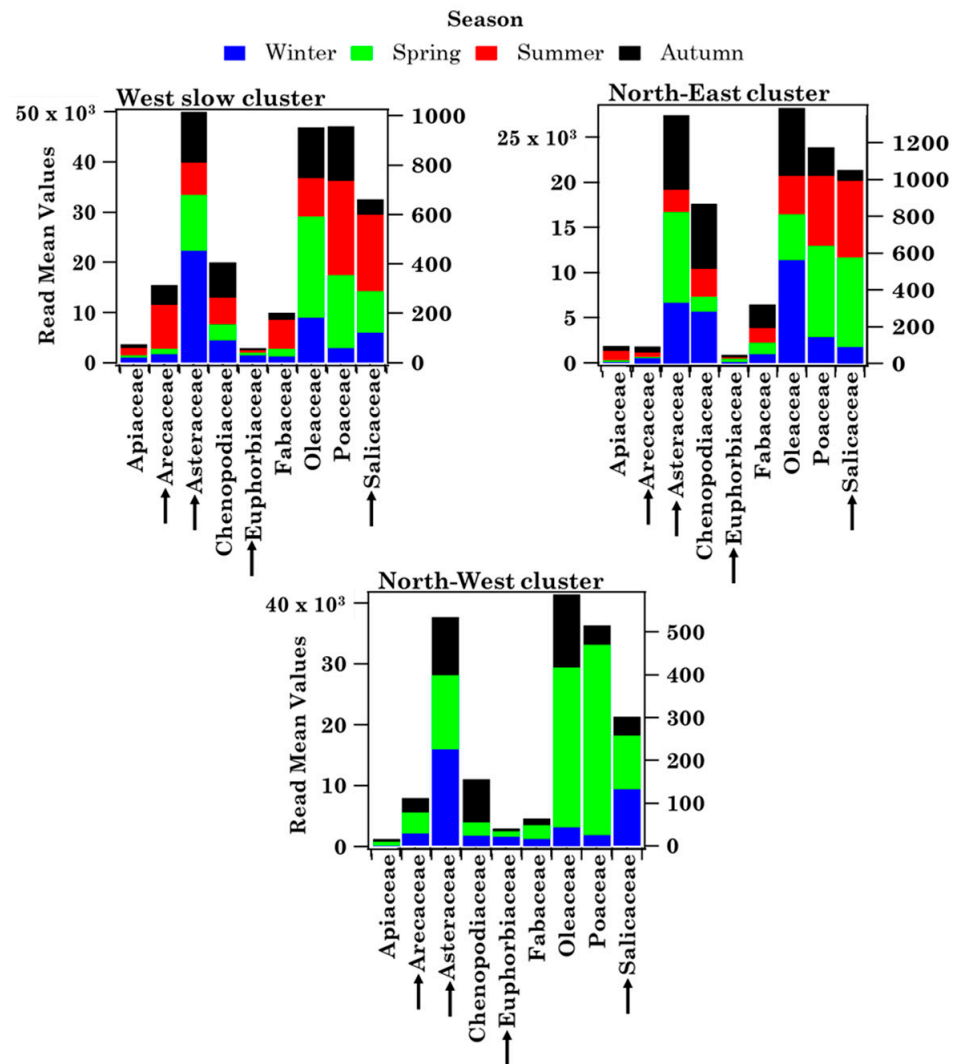 Season
Winter Spring Summer Autumn
West slow cluster
Read Mean Values
50 x 10³
40
30
20
10
0
1000
800
600
400
200
0
Apiaceae
Arecaceae
Asteraceae
Chenopodiaceae
Euphorbiaceae
Fabaceae
Oleaceae
Poaceae
Salicaceae
North-East cluster
25 x 10³
20
15
10
5
0
1200
1000
800
600
400
200
0
Apiaceae
Arecaceae
Asteraceae
Chenopodiaceae
Euphorbiaceae
Fabaceae
Oleaceae
Poaceae
Salicaceae
North-West cluster
Read Mean Values
40 x 10³
30
20
10
0
500
400
300
200
100
0
Apiaceae
Arecaceae
Asteraceae
Chenopodiaceae
Euphorbiaceae
Fabaceae
Oleaceae
Poaceae
Salicaceae